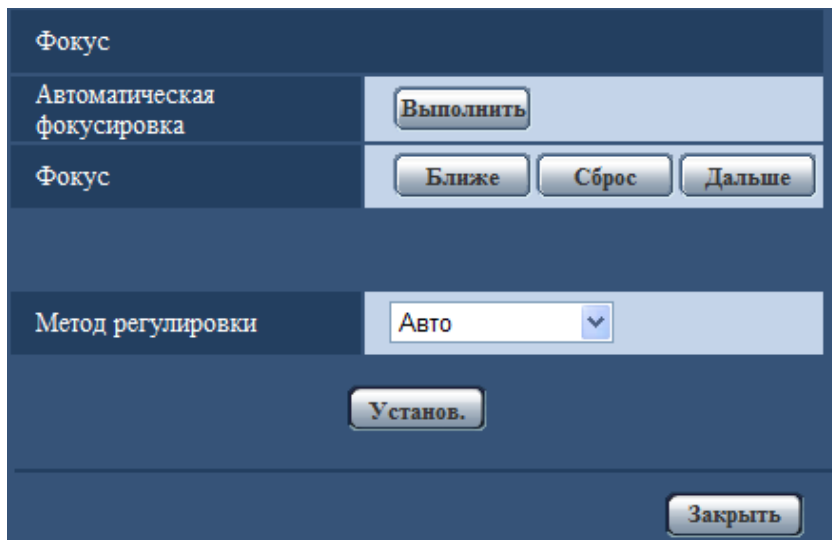 Фокус
Автоматическая
фокусировка
Выполнить
Фокус
Ближе Сброс Дальше
Метод регулировки
Авто
Установ.
Закрыть